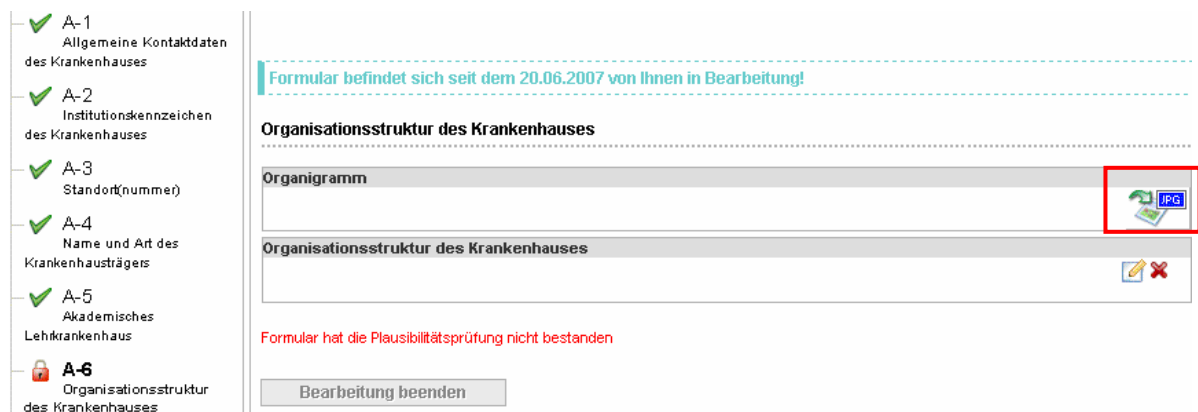 A-1
Allgemeine Kontaktdaten
des Krankenhauses
A-2
Institutionskennzeichen
des Krankenhauses
A-3
Standort(nummer)
A-4
Name und Art des
Krankenhausträgers
A-5
Akademisches
Lehrkrankenhaus
A-6
Organisationsstruktur
des Krankenhauses
Formular befindet sich seit dem 20.06.2007 von Ihnen in Bearbeitung!
Organisationsstruktur des Krankenhauses
Organigramm
JPG
Organisationsstruktur des Krankenhauses
Formular hat die Plausibilitätsprüfung nicht bestanden
Bearbeitung beenden